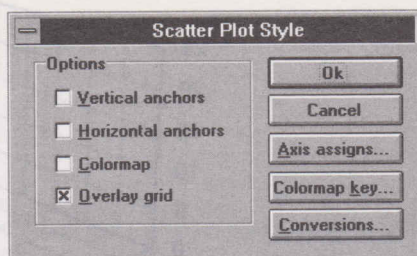 Scatter Plot Style
Options
Vertical anchors
Horizontal anchors
Colormap
Overlay grid
Ok
Cancel
Axis assigns...
Colormap key...
Conversions...